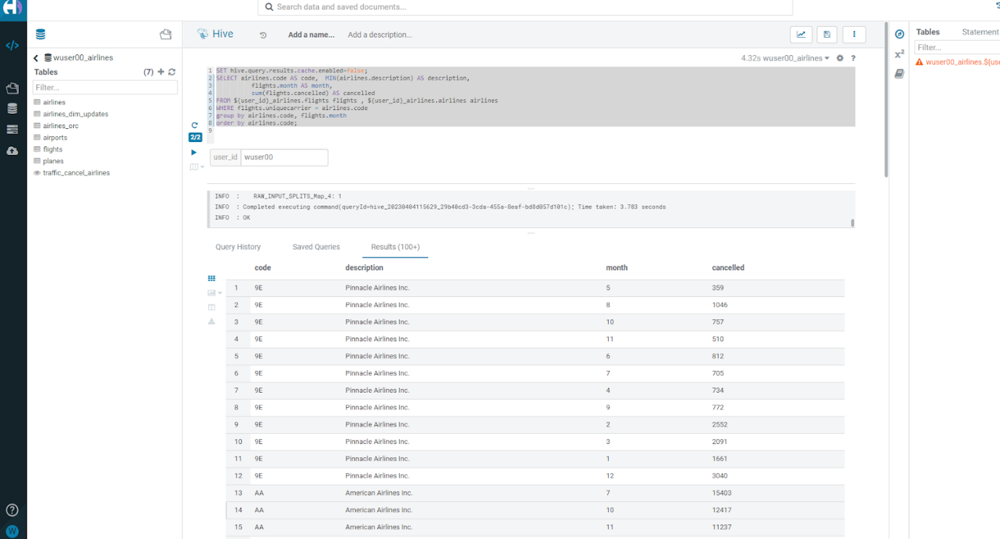 Search data and saved documents...
Hive
Add a name...
Add a description...
Tables
Statement
Filter...
wuser00_airlines.${use
wuser00_airlines
Tables
(7)
Filter...
airlines
airlines_dim_updates
airlines_orc
airports
flights
planes
traffic_cancel_airlines
4.32s wuser00_airlines
?
1 SET hive.query.results.cache.enabled=false;
2 SELECT airlines.code AS code, MIN(airlines.description) AS description,
3 flights.month AS month,
4 sum(flights.cancelled) AS cancelled
5 FROM ${user_id}_airlines.flights flights , ${user_id}_airlines.airlines airlines
6 WHERE flights.uniquecarrier = airlines.code
7 group by airlines.code, flights.month
8 order by airlines.code;
9
2/2
user_id wuser00
INFO : RAW_INPUT_SPLITS_Map_4: 1
INFO : Completed executing command(queryId=hive_20230404115629_29b40cd3-3cda-455a-8eaf-bd8d057d101c); Time taken: 3.783 seconds
INFO : OK
Query History
Saved Queries
Results (100+)
code description month cancelled
1 9E Pinnacle Airlines Inc. 5 359
2 9E Pinnacle Airlines Inc. 8 1046
3 9E Pinnacle Airlines Inc. 10 757
4 9E Pinnacle Airlines Inc. 11 510
5 9E Pinnacle Airlines Inc. 6 812
6 9E Pinnacle Airlines Inc. 7 705
7 9E Pinnacle Airlines Inc. 4 734
8 9E Pinnacle Airlines Inc. 9 772
9 9E Pinnacle Airlines Inc. 2 2552
10 9E Pinnacle Airlines Inc. 3 2091
11 9E Pinnacle Airlines Inc. 1 1661
12 9E Pinnacle Airlines Inc. 12 3040
13 AA American Airlines Inc. 7 15403
14 AA American Airlines Inc. 10 12417
15 AA American Airlines Inc. 11 11237
</>
x²
?
W